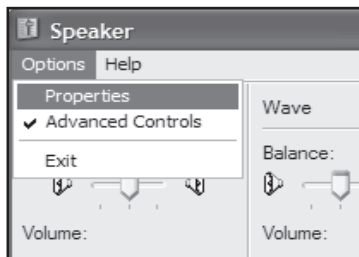 Speaker
Options Help
Properties
Advanced Controls
Exit
Wave
Balance:
Volume:
Volume: